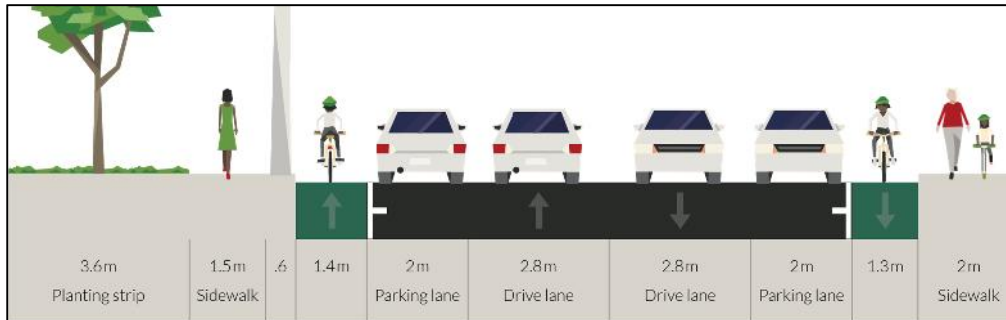 3.6m 1.5m .6 1.4m 2m 2.8m 2.8m 2m 1.3m 2m
Planting strip Sidewalk Parking lane Drive lane Drive lane Parking lane Sidewalk